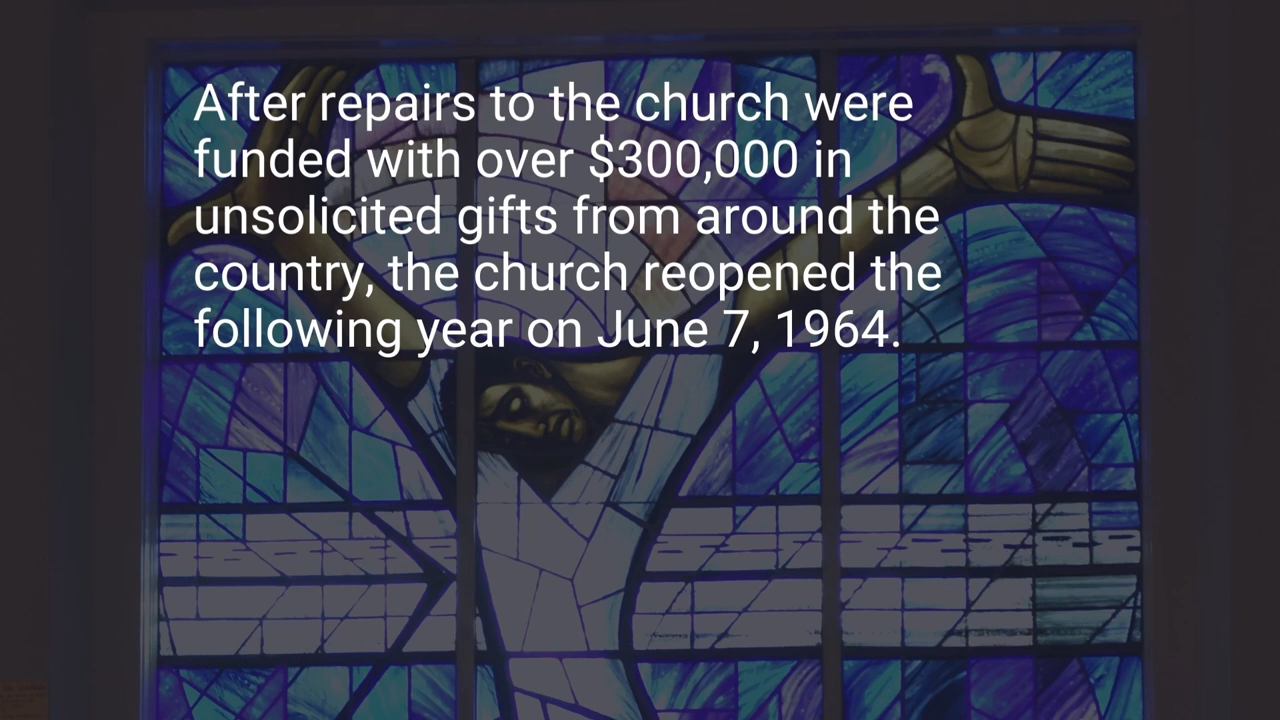 After repairs to the church were
funded with over $300,000 in
unsolicited gifts from around the
country, the church reopened the
following year on June 7, 1964.